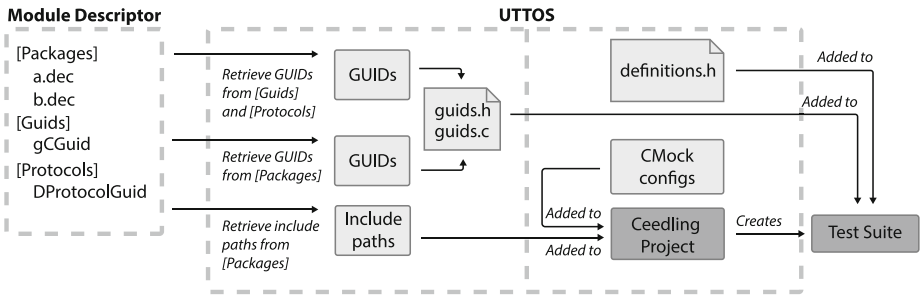 Module Descriptor
UTTOS
[Packages]
a.dec
b.dec
[Guids]
gCGuid
[Protocols]
DProtocolGuid
Retrieve GUIDs
from [Guids]
and [Protocols]
GUIDs
Retrieve GUIDs
from [Packages]
GUIDs
Retrieve include
paths from
[Packages]
Include
paths
guids.h
guids.c
definitions.h
Added to
Added to
CMock
configs
Added to
Added to
Ceedling
Project
Creates
Test Suite